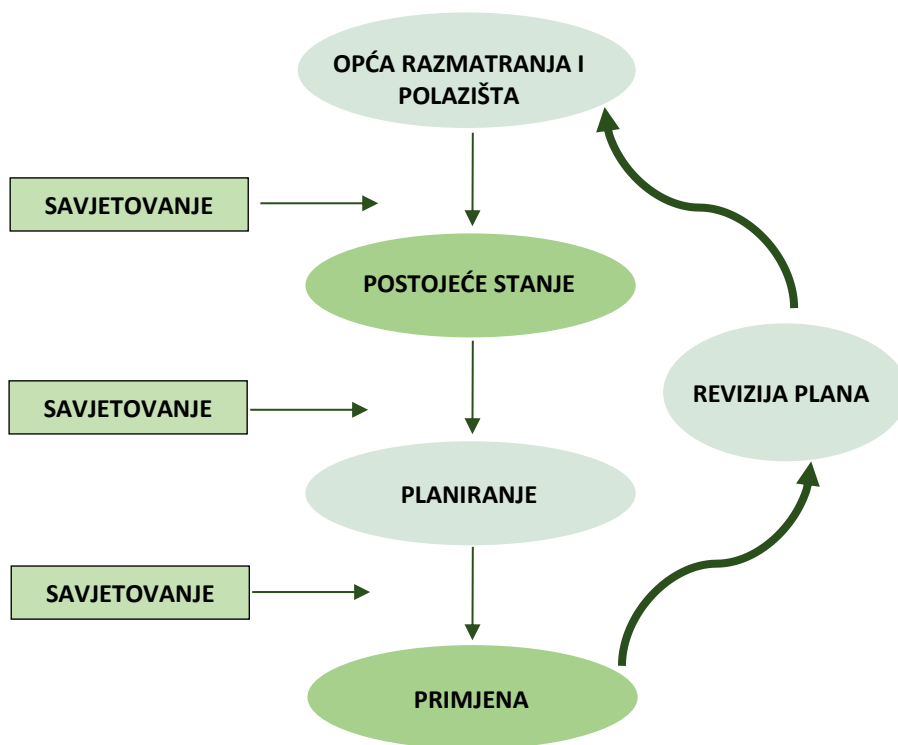 OPĆA RAZMATRANJA I
POLAZIŠTA
SAVJETOVANJE
POSTOJEĆE STANJE
SAVJETOVANJE
REVIZIJA PLANA
PLANIRANJE
SAVJETOVANJE
PRIMJENA